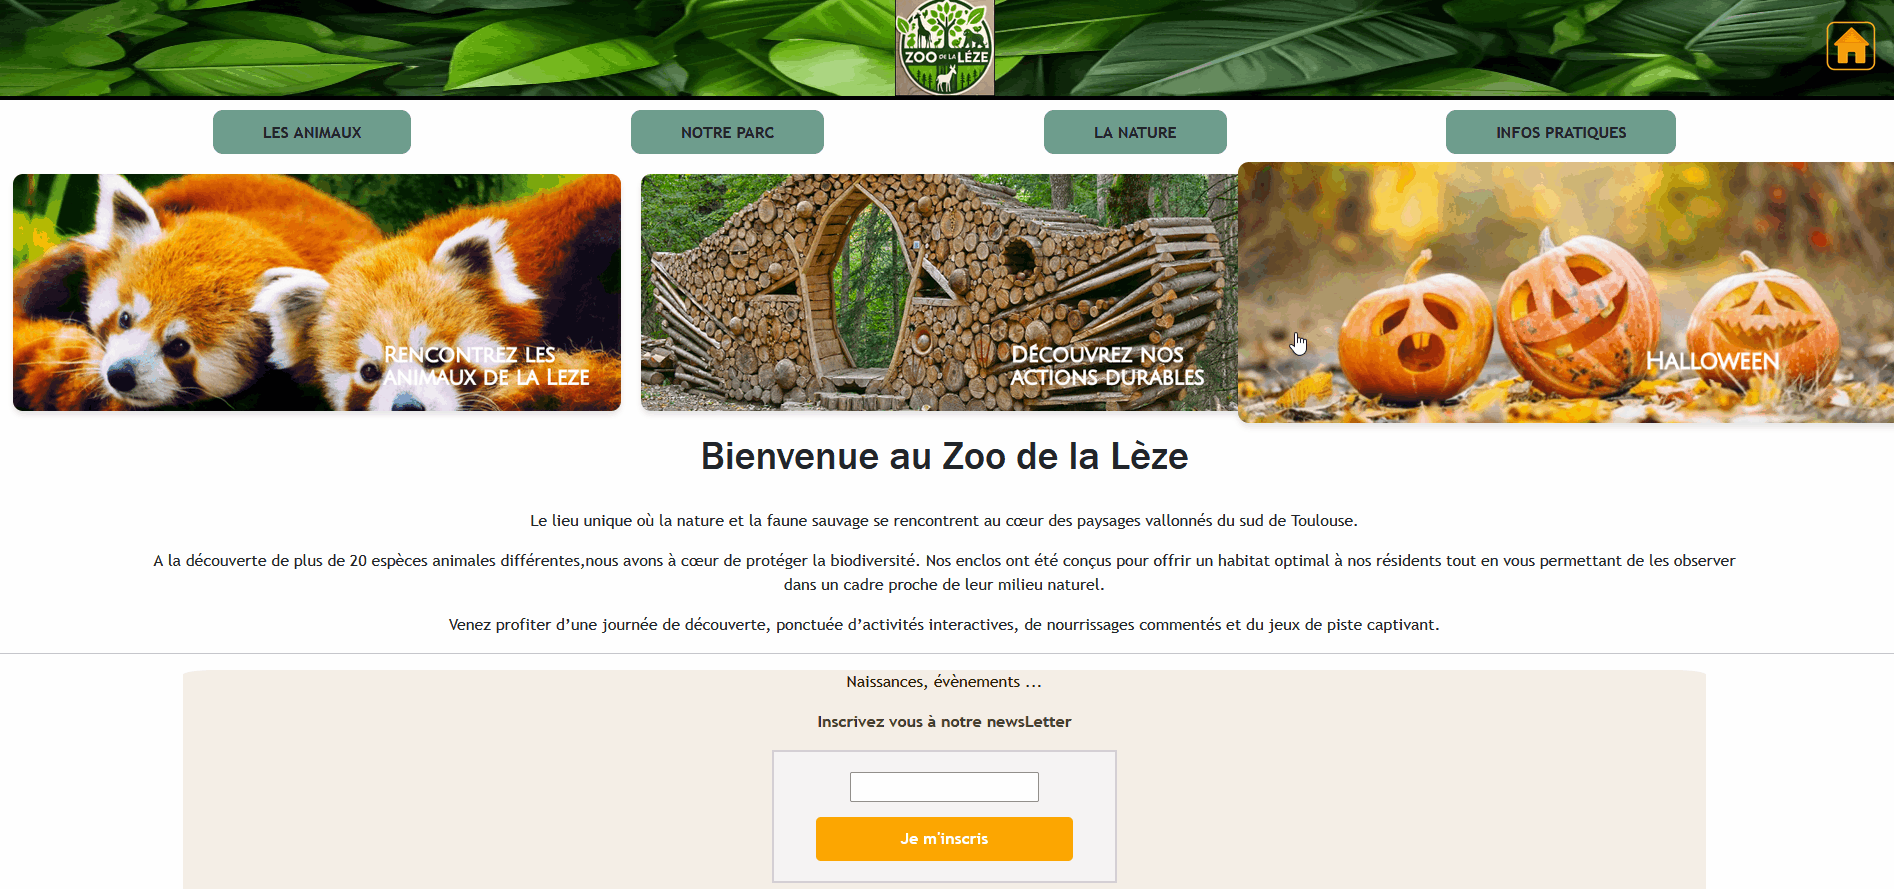 ZOO DE LA LÉZE
LES ANIMAUX
NOTRE PARC
LA NATURE
INFOS PRATIQUES
Rencontrez les
animaux de la Leze
Découvrez nos
actions durables
Halloween
Bienvenue au Zoo de la Lèze
Le lieu unique où la nature et la faune sauvage se rencontrent au cœur des paysages vallonnés du sud de Toulouse.
A la découverte de plus de 20 espèces animales différentes,nous avons à cœur de protéger la biodiversité. Nos enclos ont été conçus pour offrir un habitat optimal à nos résidents tout en vous permettant de les observer
dans un cadre proche de leur milieu naturel.
Venez profiter d’une journée de découverte, ponctuée d’activités interactives, de nourrissages commentés et du jeux de piste captivant.
Naissances, évènements ...
Inscrivez vous à notre newsLetter
Je m'inscris